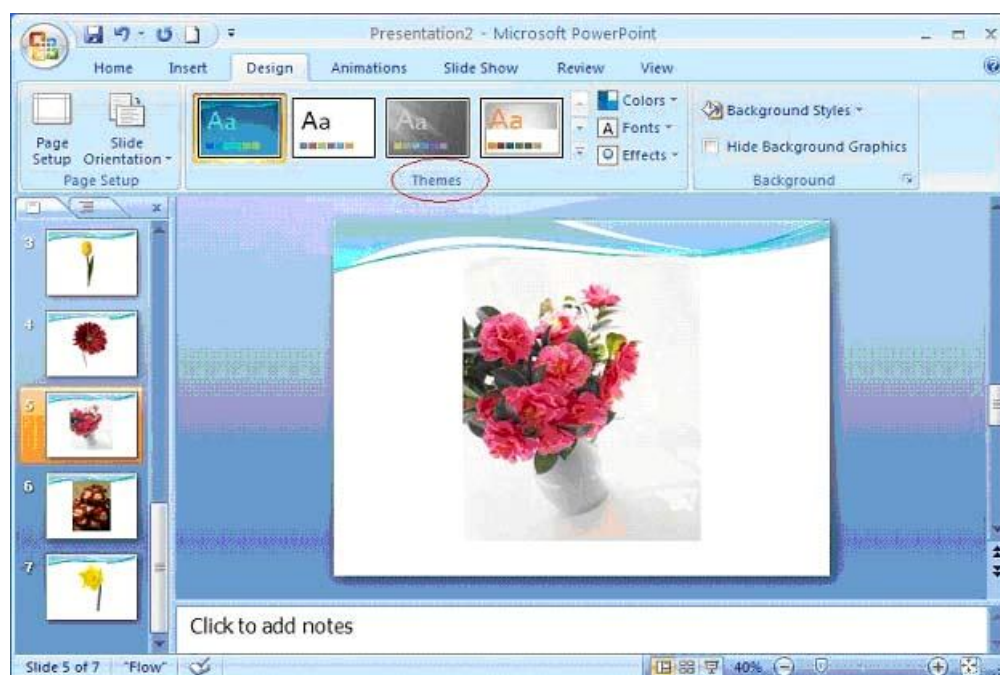 Presentation2 - Microsoft PowerPoint
Home Insert Design Animations Slide Show Review View
Aa Aa Aa Aa
Colors
Fonts
Effects
Background Styles
Hide Background Graphics
Page Setup
Slide Orientation
Page Setup Themes Background
3
4
5
6
7
Click to add notes
Slide 5 of 7 "Flow" 40%